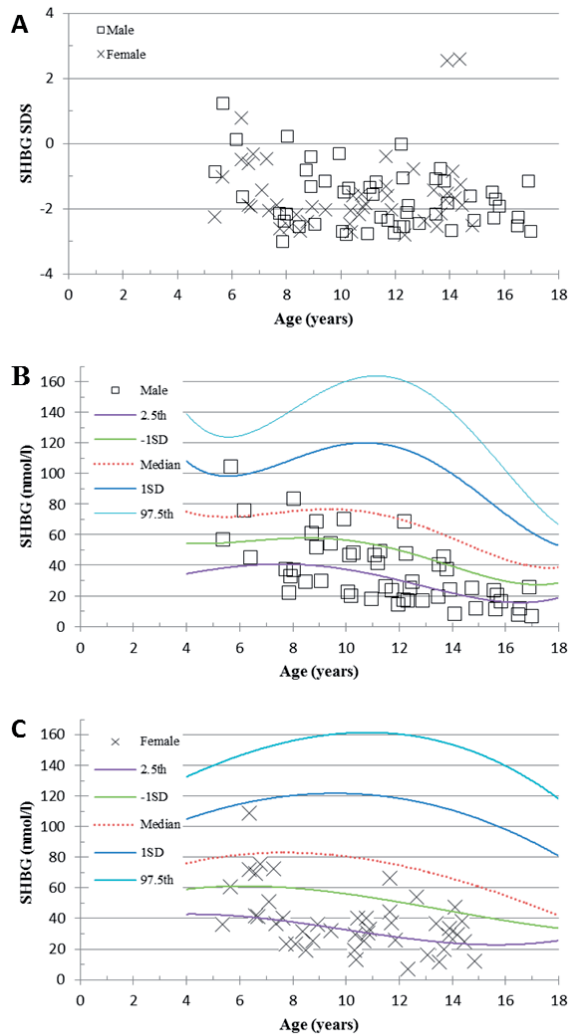 A
SHBG SDS
4
2
0
-2
-4
Male
Female
0 2 4 6 8 10 12 14 16 18
Age (years)
B
SHBG (nmol/l)
160
140
120
100
80
60
40
20
0
Male
2.5th
-1SD
Median
1SD
97.5th
0 2 4 6 8 10 12 14 16 18
Age (years)
C
SHBG (nmol/l)
160
140
120
100
80
60
40
20
0
Female
2.5th
-1SD
Median
1SD
97.5th
0 2 4 6 8 10 12 14 16 18
Age (years)